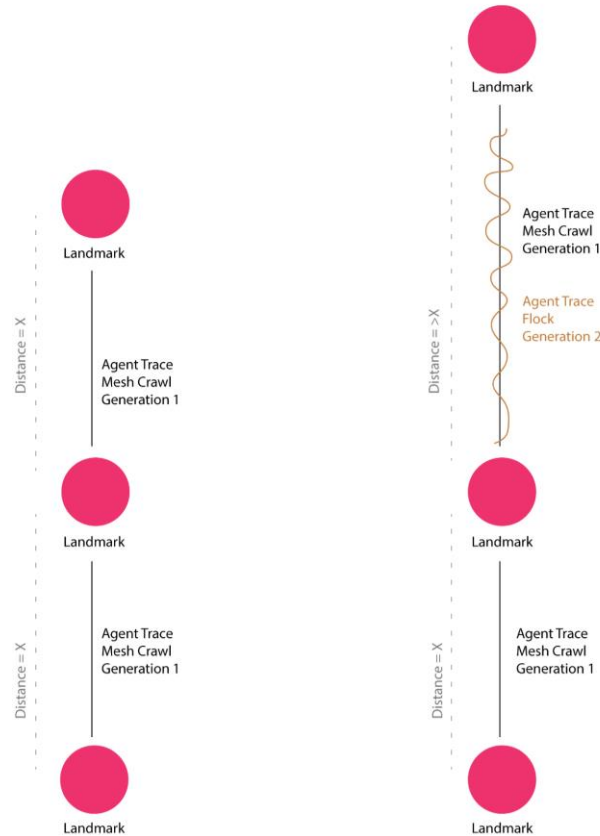 Landmark
Distance = X
Agent Trace
Mesh Crawl
Generation 1
Landmark
Distance = X
Agent Trace
Mesh Crawl
Generation 1
Landmark
Landmark
Distance = >X
Agent Trace
Mesh Crawl
Generation 1
Agent Trace
Flock
Generation 2
Landmark
Distance = X
Agent Trace
Mesh Crawl
Generation 1
Landmark